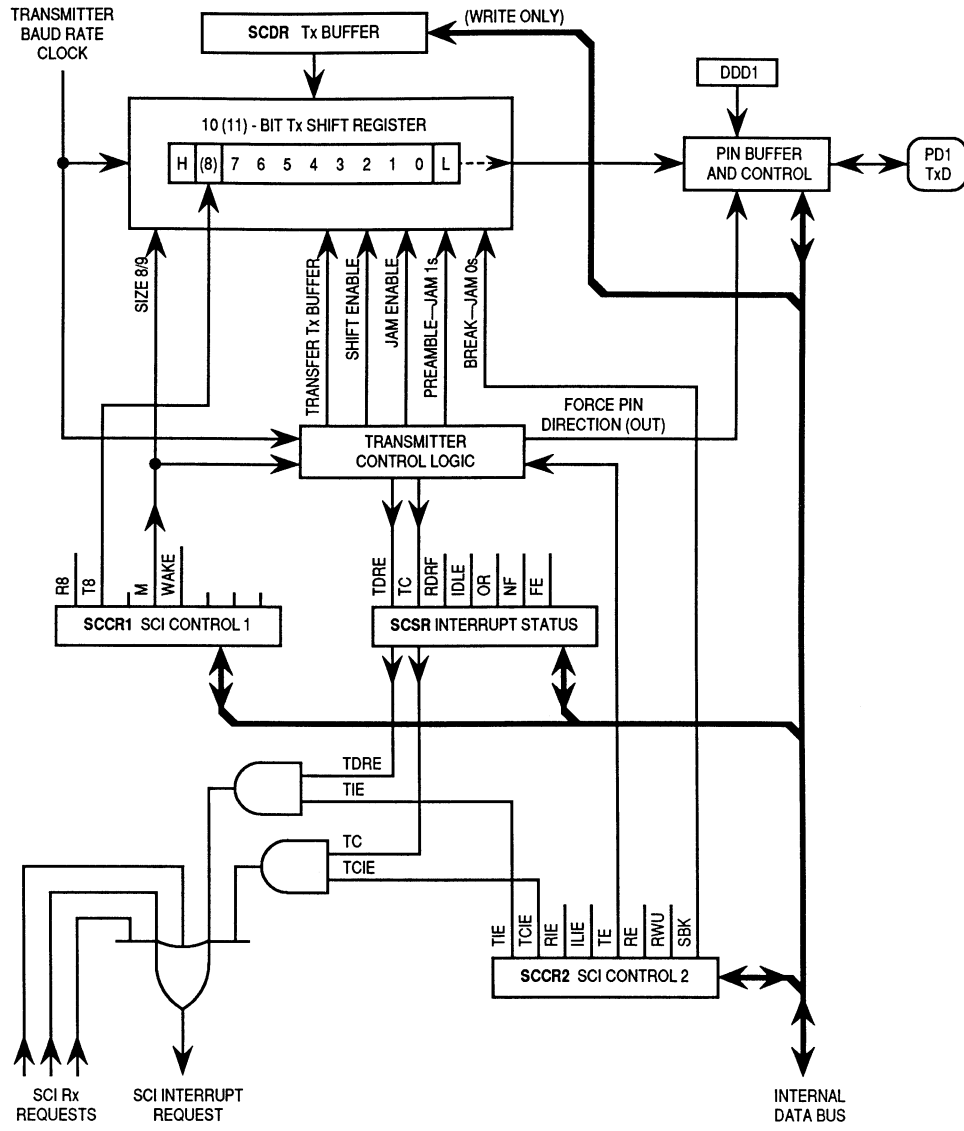 TRANSMITTER
BAUD RATE
CLOCK
SCDR Tx BUFFER
(WRITE ONLY)
DDD1
10 (11) - BIT Tx SHIFT REGISTER
H (8) 7 6 5 4 3 2 1 0 L
PIN BUFFER
AND CONTROL
PD1
TxD
SIZE 8/9
TRANSFER Tx BUFFER
SHIFT ENABLE
JAM ENABLE
PREAMBLE—JAM 1s
BREAK—JAM 0s
FORCE PIN
DIRECTION (OUT)
TRANSMITTER
CONTROL LOGIC
R8
T8
M
WAKE
SCCR1 SCI CONTROL 1
TDRE
TC
RDRF
IDLE
OR
NF
FE
SCSR INTERRUPT STATUS
TDRE
TIE
TC
TCIE
TIE
TCIE
RIE
ILIE
TE
RE
RWU
SBK
SCCR2 SCI CONTROL 2
SCI Rx
REQUESTS
SCI INTERRUPT
REQUEST
INTERNAL
DATA BUS